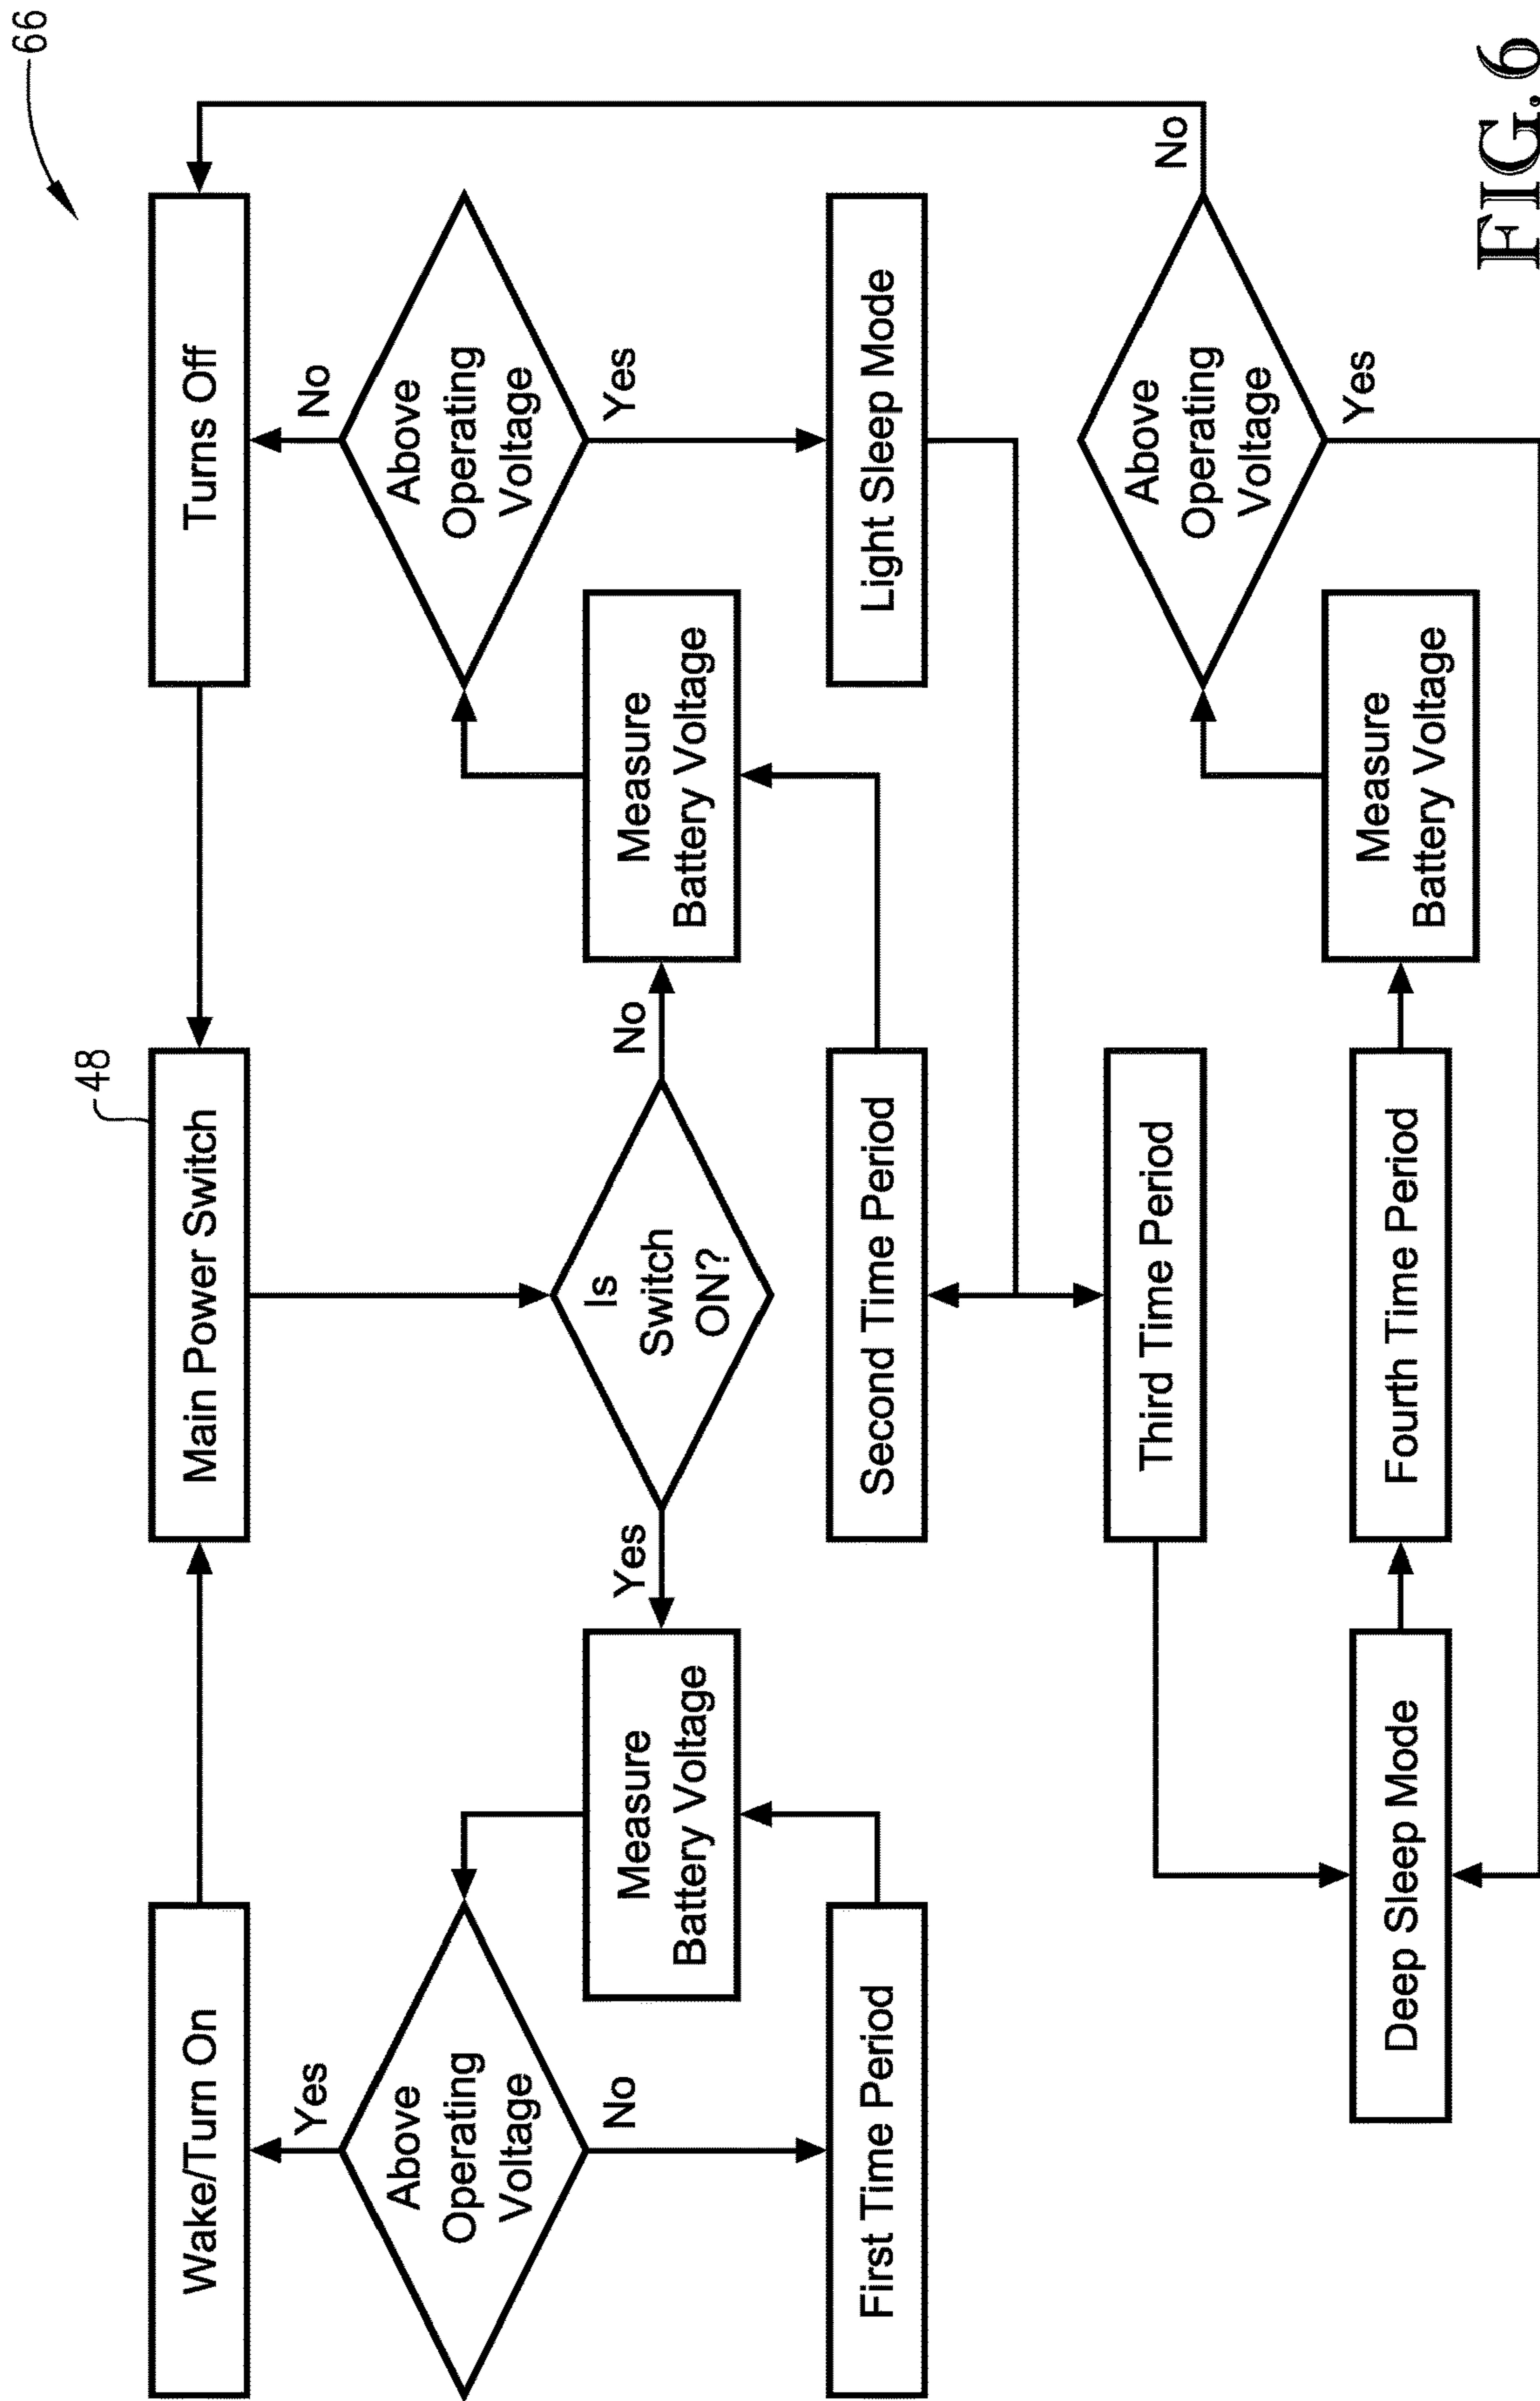 66
48
Wake/Turn On
Main Power Switch
Turns Off
Yes
No
Above
Operating
Voltage
Above
Operating
Voltage
Is
Switch
ON?
Yes
No
Measure
Battery Voltage
Measure
Battery Voltage
No
Yes
First Time Period
Second Time Period
Light Sleep Mode
Third Time Period
Above
Operating
Voltage
No
Yes
Deep Sleep Mode
Fourth Time Period
Measure
Battery Voltage
FIG. 6